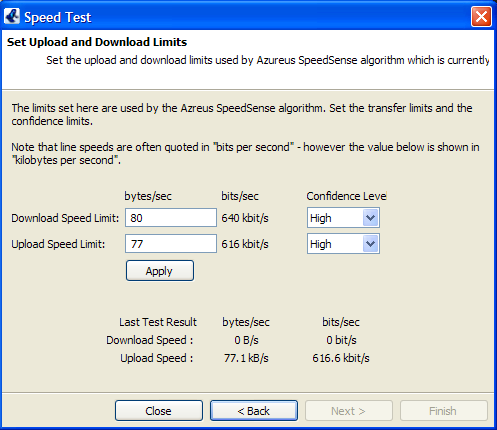 Speed Test
Set Upload and Download Limits
Set the upload and download limits used by Azureus SpeedSense algorithm which is currently
The limits set here are used by the Azreus SpeedSense algorithm. Set the transfer limits and the
confidence limits.
Note that line speeds are often quoted in "bits per second" - however the value below is shown in
"kilobytes per second".
bytes/sec bits/sec Confidence Level
Download Speed Limit: 80 640 kbit/s High
Upload Speed Limit: 77 616 kbit/s High
Apply
Last Test Result bytes/sec bits/sec
Download Speed : 0 B/s 0 bit/s
Upload Speed : 77.1 kB/s 616.6 kbit/s
Close < Back Next > Finish